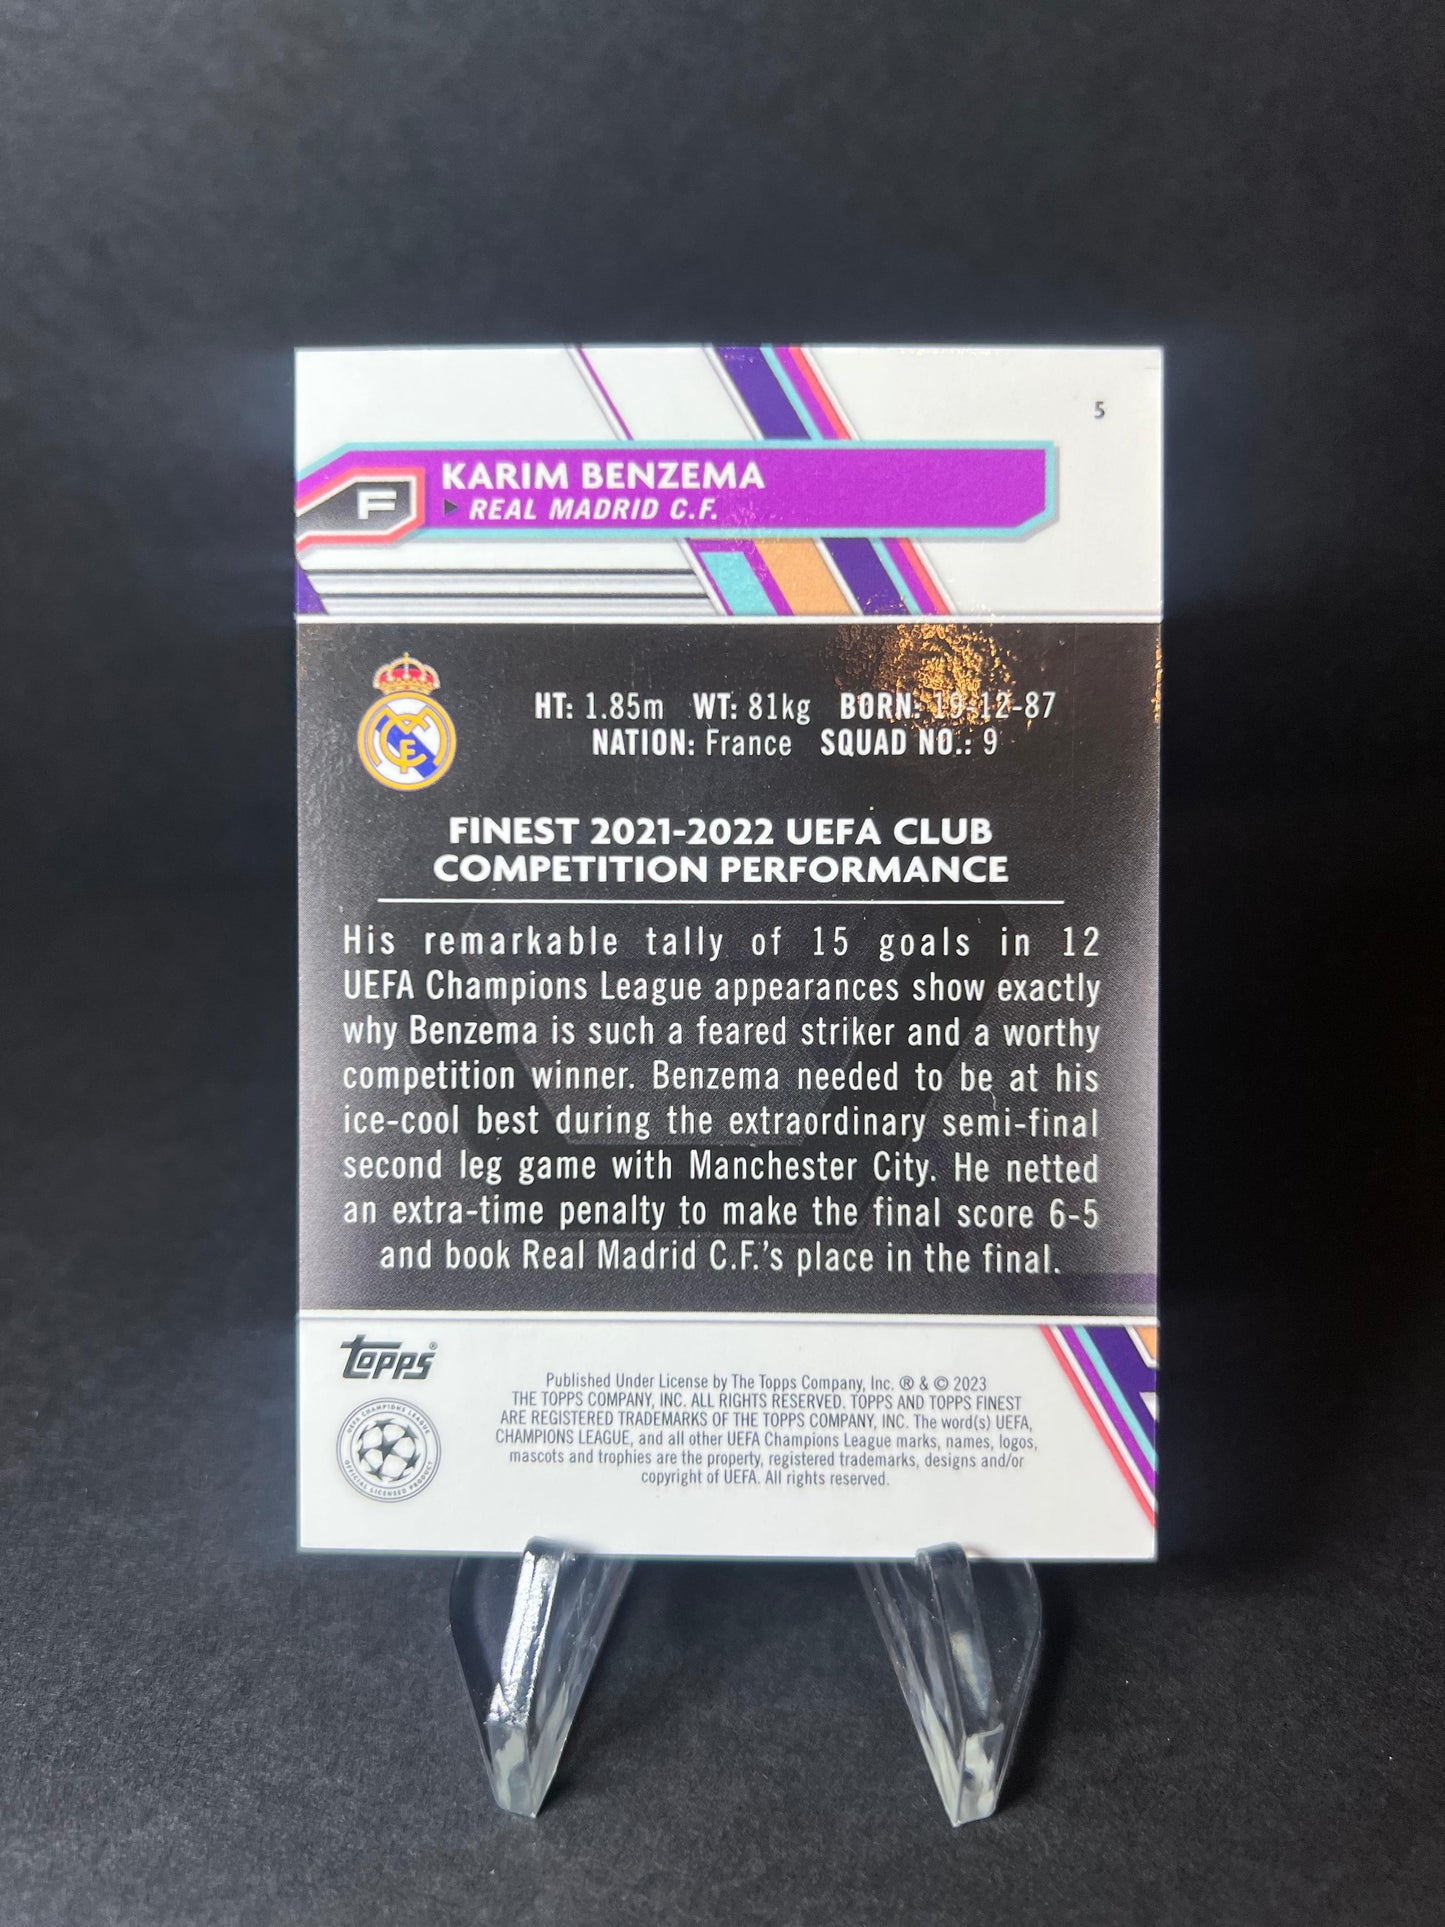 5
KARIM BENZEMA
F
REAL MADRID C.F.
HT: 1.85m WT: 81kg BORN: 19-12-87
NATION: France SQUAD NO.: 9
FINEST 2021-2022 UEFA CLUB
COMPETITION PERFORMANCE
His remarkable tally of 15 goals in 12
UEFA Champions League appearances show exactly
why Benzema is such a feared striker and a worthy
competition winner. Benzema needed to be at his
ice-cool best during the extraordinary semi-final
second leg game with Manchester City. He netted
an extra-time penalty to make the final score 6-5
and book Real Madrid C.F.'s place in the final.
Topps®
UEFA CHAMPIONS LEAGUE
OFFICIAL LICENSED PRODUCT
Published Under License by The Topps Company, Inc. ® & © 2023
THE TOPPS COMPANY, INC. ALL RIGHTS RESERVED. TOPPS AND TOPPS FINEST
ARE REGISTERED TRADEMARKS OF THE TOPPS COMPANY, INC. The word(s) UEFA,
CHAMPIONS LEAGUE, and all other UEFA Champions League marks, names, logos,
mascots and trophies are the property, registered trademarks, designs and/or
copyright of UEFA. All rights reserved.